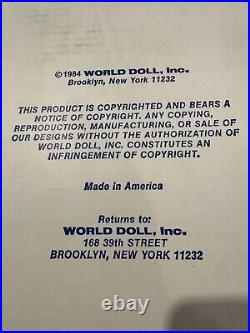 ©1984 WORLD DOLL, Inc.
Brooklyn, New York 11232
THIS PRODUCT IS COPYRIGHTED AND BEARS A
NOTICE OF COPYRIGHT. ANY COPYING,
REPRODUCTION, MANUFACTURING, OR SALE OF
OUR DESIGNS WITHOUT THE AUTHORIZATION OF
WORLD DOLL, INC. CONSTITUTES AN
INFRINGEMENT OF COPYRIGHT.
Made in America
Returns to:
WORLD DOLL, Inc.
168 39th STREET
BROOKLYN, NEW YORK 11232